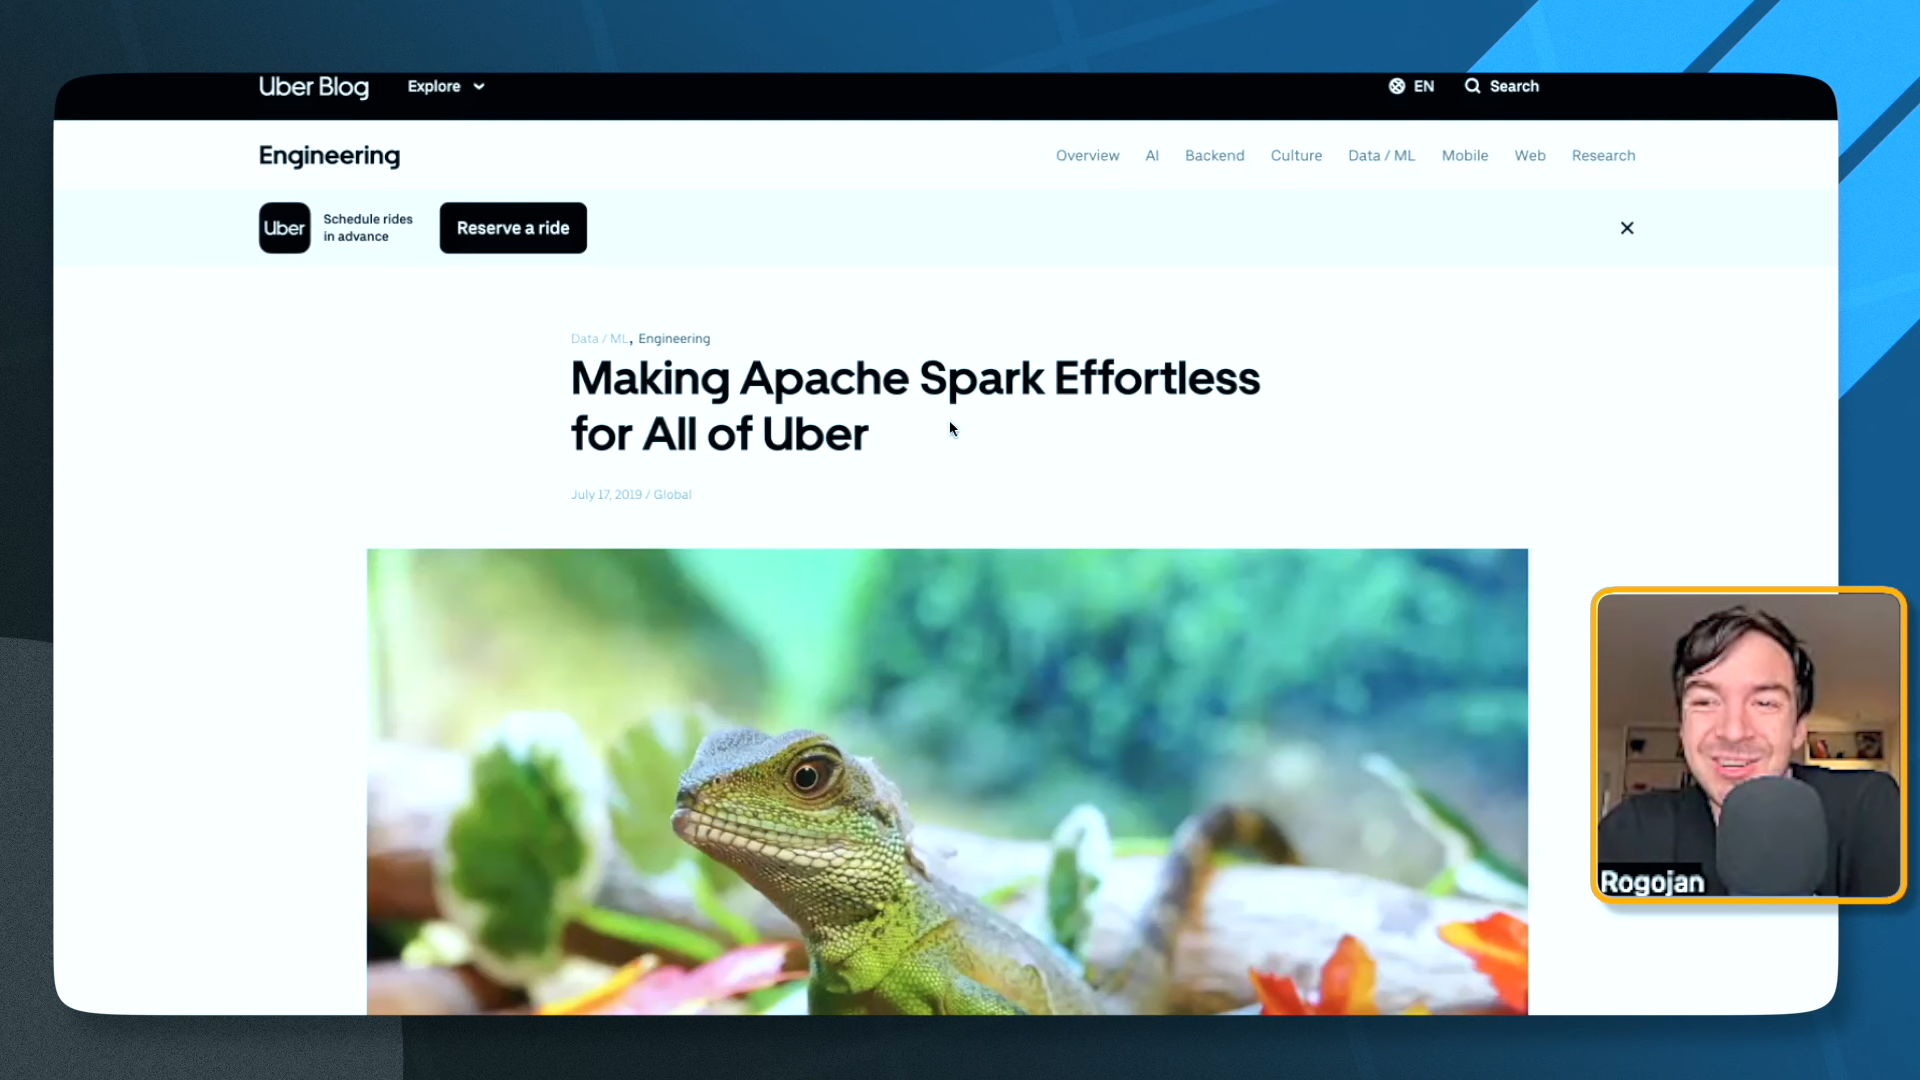 Uber Blog Explore EN Search
Engineering Overview AI Backend Culture Data / ML Mobile Web Research
Uber Schedule rides
in advance Reserve a ride
Data / ML, Engineering
Making Apache Spark Effortless
for All of Uber
July 17, 2019 / Global
Rogojan